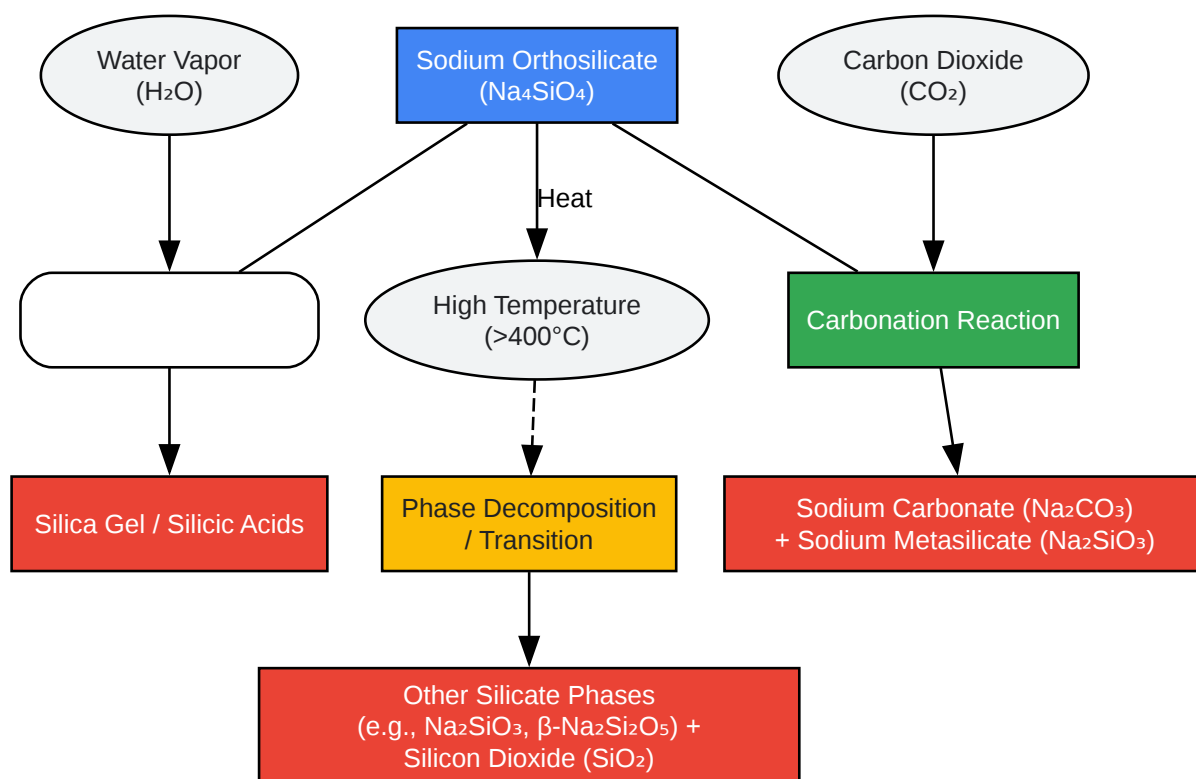 Water Vapor
(H₂O)
Sodium Orthosilicate
(Na₄SiO₄)
Carbon Dioxide
(CO₂)
Heat
High Temperature
(>400°C)
Carbonation Reaction
Silica Gel / Silicic Acids
Phase Decomposition
/ Transition
Sodium Carbonate (Na₂CO₃)
+ Sodium Metasilicate (Na₂SiO₃)
Other Silicate Phases
(e.g., Na₂SiO₃, β-Na₂Si₂O₅) +
Silicon Dioxide (SiO₂)